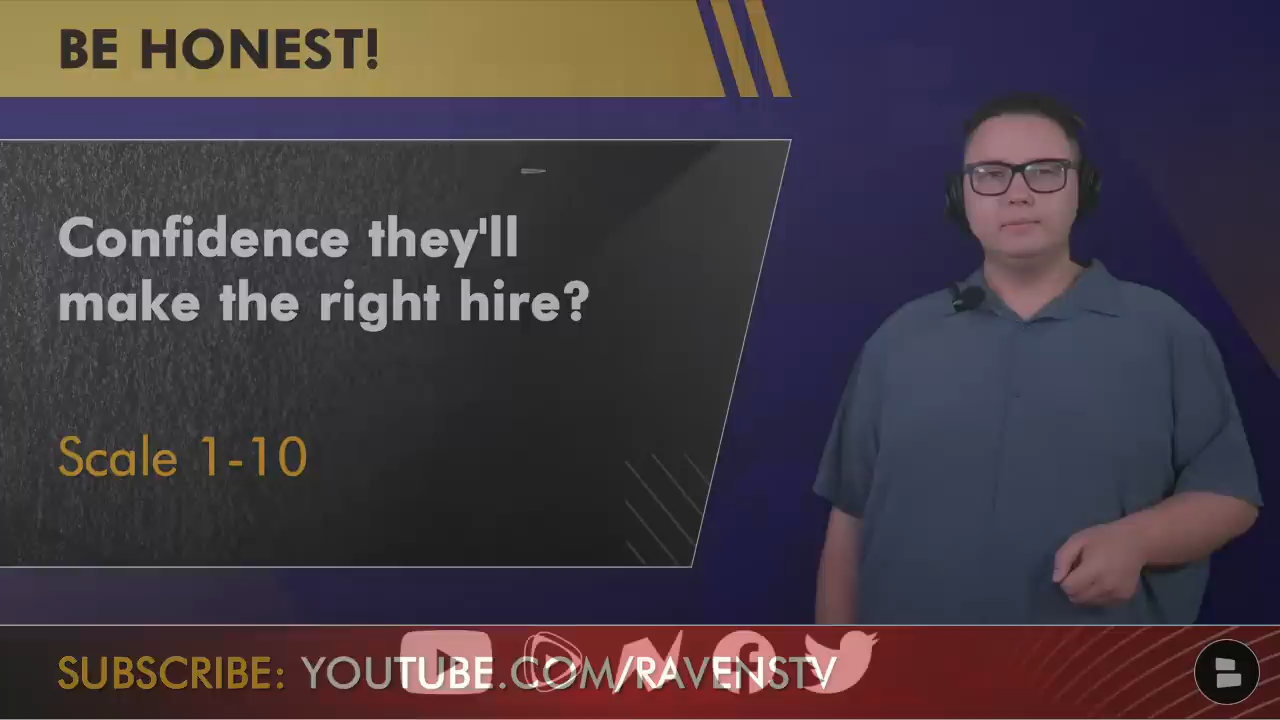 BE HONEST!
Confidence they'll
make the right hire?
Scale 1-10
SUBSCRIBE: YOUTUBE.COM/RAVENSTV